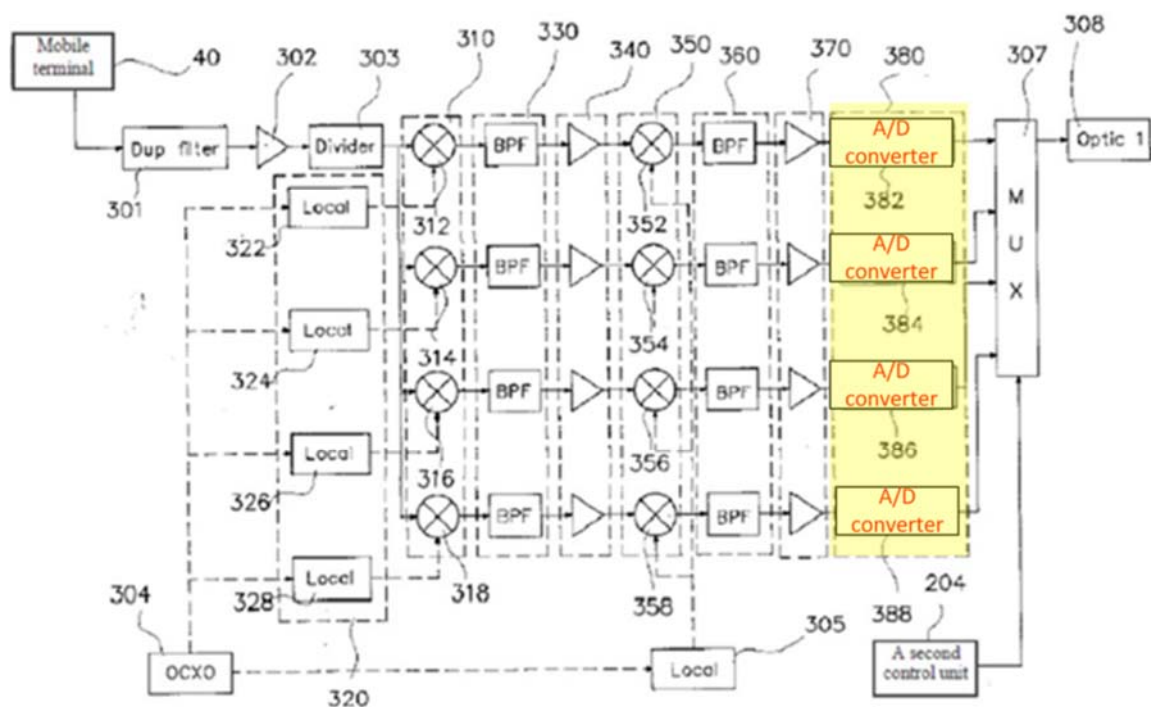 Mobile
terminal
40
302
303
310
330
340
350
360
370
380
307
308
Dup filter
Divider
BPF
BPF
A/D
converter
Optic 1
301
Local
322
312
352
382
M
U
X
BPF
BPF
A/D
converter
Local
324
314
354
384
BPF
BPF
A/D
converter
Local
326
316
356
386
BPF
BPF
A/D
converter
Local
328
318
358
388
204
304
305
OCXO
320
Local
A second
control unit